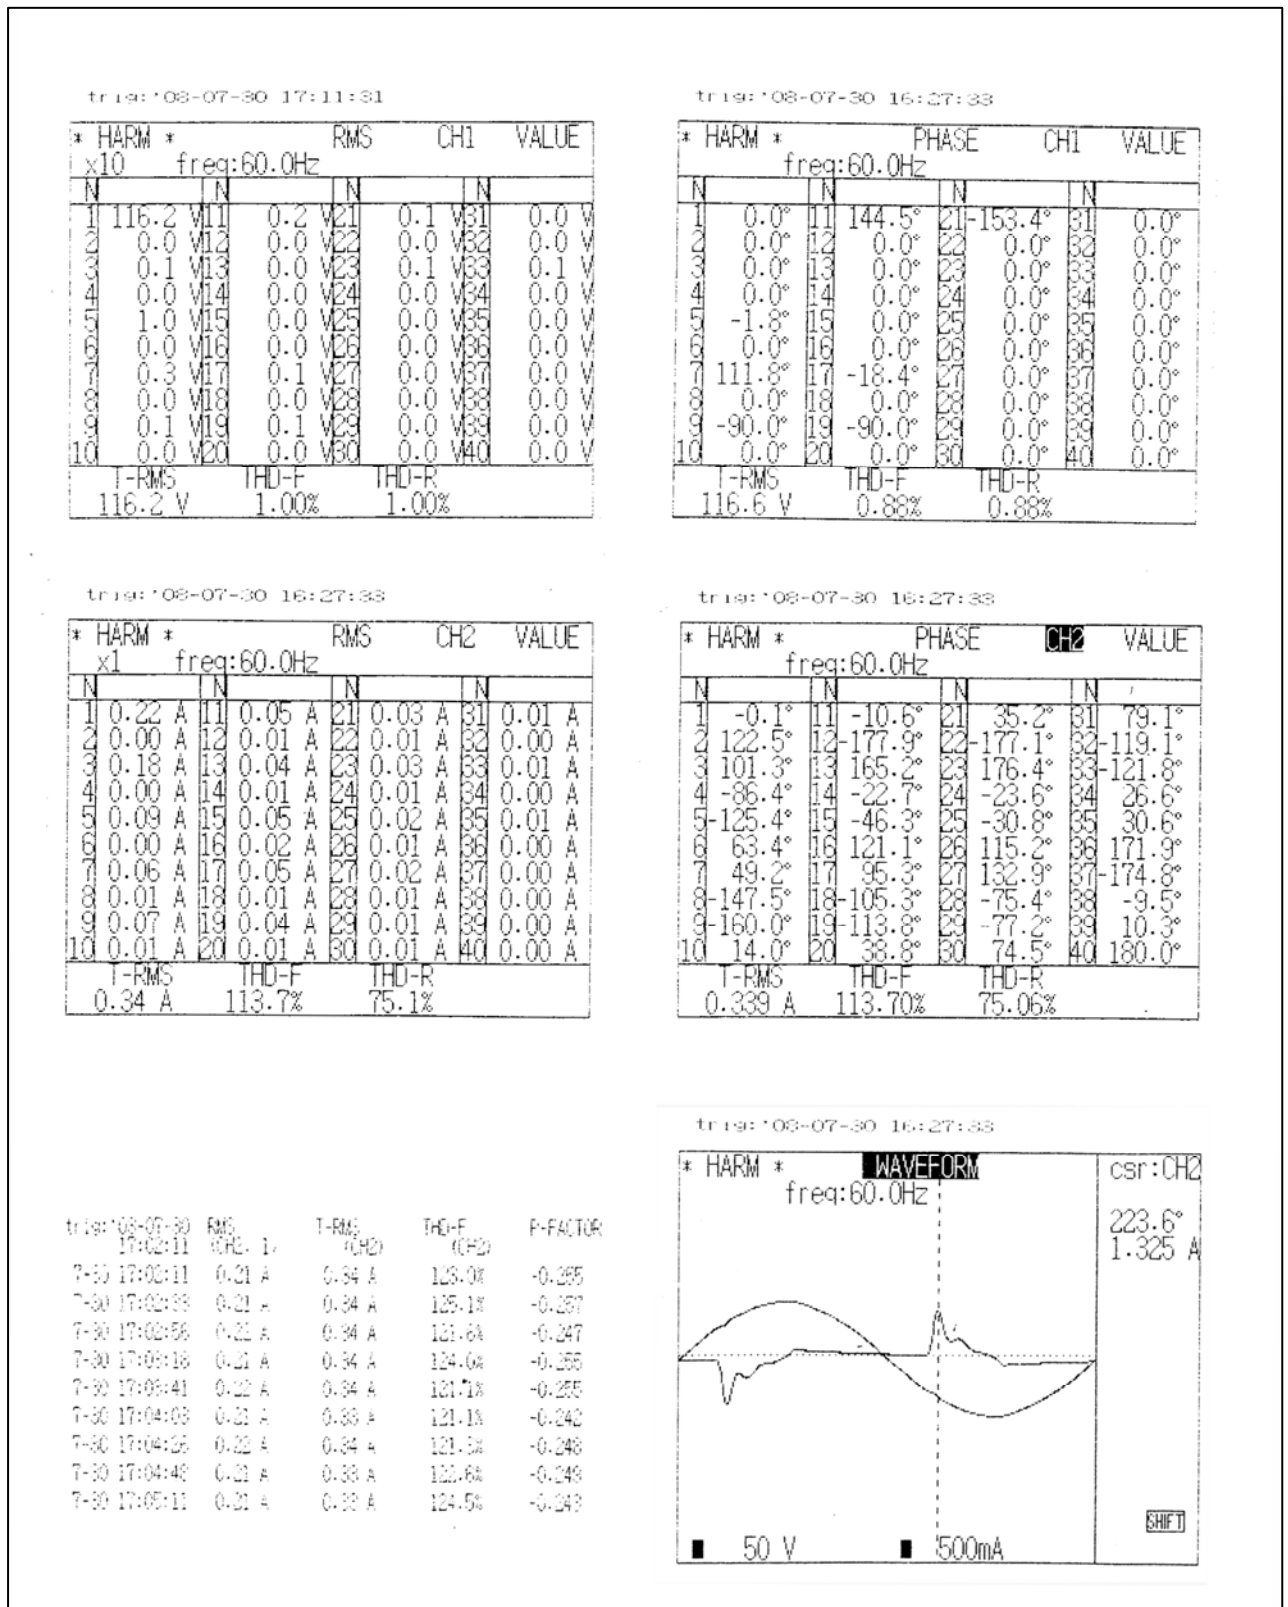 trig:'08-07-30 17:11:31
* HARM * RMS CH1 VALUE
x10 freq:60.0Hz
N N N N
1 116.2 V 11 0.2 V 21 0.1 V 31 0.0 V
2 0.0 V 12 0.0 V 22 0.0 V 32 0.0 V
3 0.1 V 13 0.0 V 23 0.1 V 33 0.1 V
4 0.0 V 14 0.0 V 24 0.0 V 34 0.0 V
5 1.0 V 15 0.0 V 25 0.0 V 35 0.0 V
6 0.0 V 16 0.0 V 26 0.0 V 36 0.0 V
7 0.3 V 17 0.1 V 27 0.0 V 37 0.0 V
8 0.0 V 18 0.0 V 28 0.0 V 38 0.0 V
9 0.1 V 19 0.1 V 29 0.0 V 39 0.0 V
10 0.0 V 20 0.0 V 30 0.0 V 40 0.0 V
T-RMS THD-F THD-R
116.2 V 1.00% 1.00%
trig:'08-07-30 16:27:33
* HARM * PHASE CH1 VALUE
freq:60.0Hz
N N N N
1 0.0° 11 144.5° 21 -153.4° 31 0.0°
2 0.0° 12 0.0° 22 0.0° 32 0.0°
3 0.0° 13 0.0° 23 0.0° 33 0.0°
4 0.0° 14 0.0° 24 0.0° 34 0.0°
5 -1.8° 15 0.0° 25 0.0° 35 0.0°
6 0.0° 16 0.0° 26 0.0° 36 0.0°
7 111.8° 17 -18.4° 27 0.0° 37 0.0°
8 0.0° 18 0.0° 28 0.0° 38 0.0°
9 -90.0° 19 -90.0° 29 0.0° 39 0.0°
10 0.0° 20 0.0° 30 0.0° 40 0.0°
T-RMS THD-F THD-R
116.6 V 0.88% 0.88%
trig:'08-07-30 16:27:33
* HARM * RMS CH2 VALUE
x1 freq:60.0Hz
N N N N
1 0.22 A 11 0.05 A 21 0.03 A 31 0.01 A
2 0.00 A 12 0.01 A 22 0.01 A 32 0.00 A
3 0.18 A 13 0.04 A 23 0.03 A 33 0.01 A
4 0.00 A 14 0.01 A 24 0.01 A 34 0.00 A
5 0.09 A 15 0.05 A 25 0.02 A 35 0.01 A
6 0.00 A 16 0.02 A 26 0.01 A 36 0.00 A
7 0.06 A 17 0.05 A 27 0.02 A 37 0.00 A
8 0.01 A 18 0.01 A 28 0.01 A 38 0.00 A
9 0.07 A 19 0.04 A 29 0.01 A 39 0.00 A
10 0.01 A 20 0.01 A 30 0.01 A 40 0.00 A
T-RMS THD-F THD-R
0.34 A 113.7% 75.1%
trig:'08-07-30 16:27:33
* HARM * PHASE CH2 VALUE
freq:60.0Hz
N N N N
1 -0.1° 11 -10.6° 21 35.2° 31 79.1°
2 122.5° 12 -177.9° 22 -177.1° 32 -119.1°
3 101.3° 13 165.2° 23 176.4° 33 -121.8°
4 -86.4° 14 -22.7° 24 -23.6° 34 26.6°
5 -125.4° 15 -46.3° 25 -30.8° 35 30.6°
6 63.4° 16 121.1° 26 115.2° 36 171.9°
7 49.2° 17 95.3° 27 132.9° 37 -174.8°
8 -147.5° 18 -105.3° 28 -75.4° 38 -9.5°
9 -160.0° 19 -113.8° 29 -77.2° 39 10.3°
10 14.0° 20 38.8° 30 74.5° 40 180.0°
T-RMS THD-F THD-R
0.339 A 113.70% 75.06%
trig:'08-07-30 RMS T-RMS THD-F P-FACTOR
17:02:11 (CH2, 1) (CH2) (CH2)
7-30 17:02:11 0.21 A 0.34 A 123.0% -0.255
7-30 17:02:33 0.21 A 0.34 A 125.1% -0.257
7-30 17:02:56 0.22 A 0.34 A 121.6% -0.247
7-30 17:03:18 0.21 A 0.34 A 124.0% -0.255
7-30 17:03:41 0.22 A 0.34 A 121.1% -0.255
7-30 17:04:03 0.21 A 0.33 A 121.1% -0.242
7-30 17:04:26 0.22 A 0.34 A -0.248
7-30 17:04:48 0.21 A 0.33 A 122.6% -0.249
7-30 17:05:11 0.21 A 0.33 A 124.5% -0.243
trig:'08-07-30 16:27:33
* HARM * WAVEFORM csr:CH2
freq:60.0Hz
223.6°
1.325 A
SHIFT
50 V 500mA